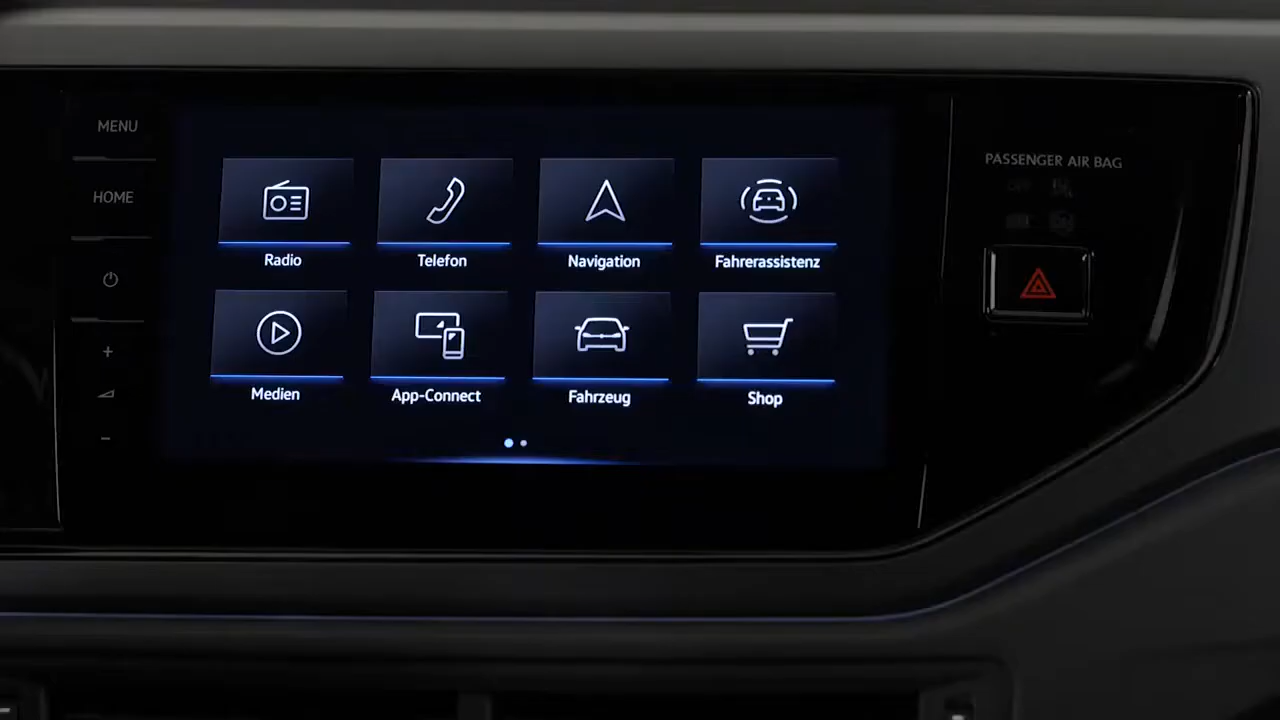 MENU
HOME
Radio
Telefon
Navigation
Fahrerassistenz
Medien
App-Connect
Fahrzeug
Shop
PASSENGER AIR BAG